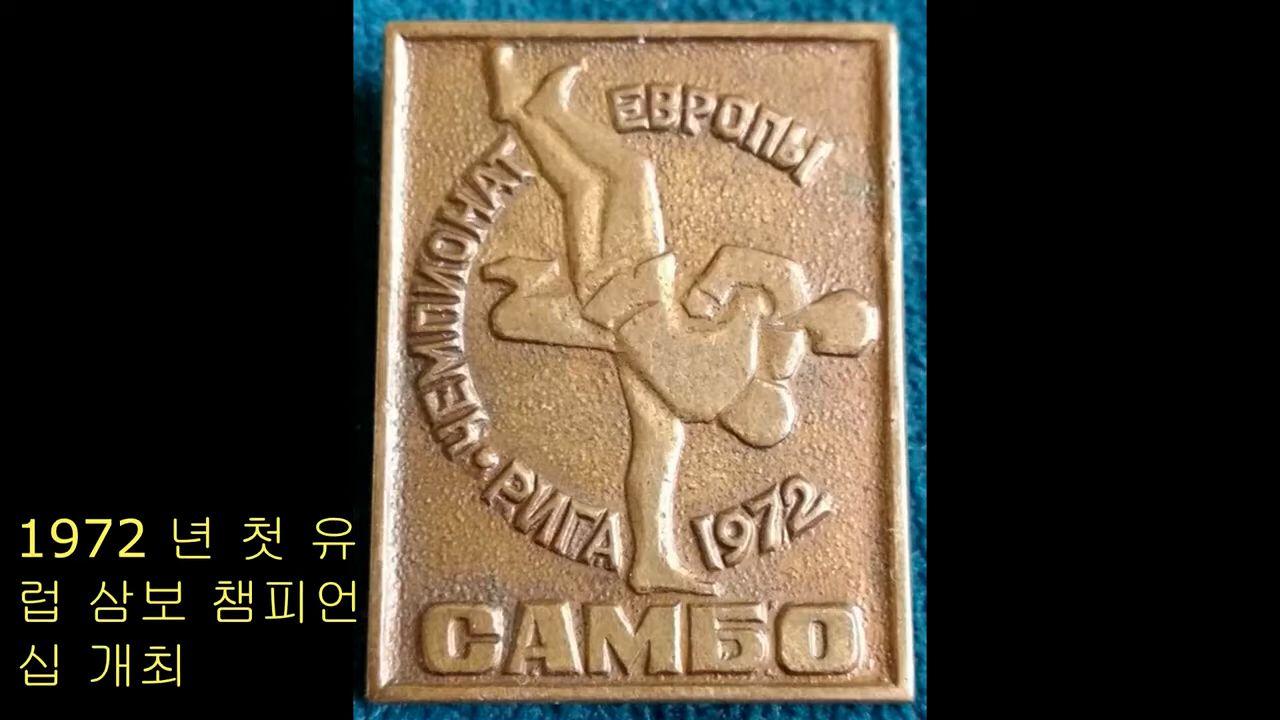 ЧЕМПИОНАТ ЕВРОПЫ
• РИГА 1972
САМБО
1972 년 첫 유
럽 삼보 챔피언
십 개최